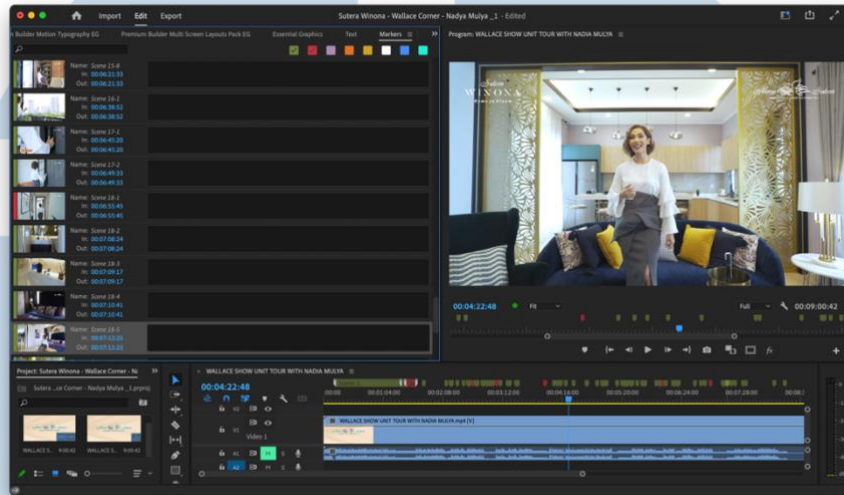 Import Edit Export Sutera Winona - Wallace Corner - Nadya Mulya _1 - Edited
Builder Motion Typography EG Premium Builder Multi Screen Layouts Pack EG Essential Graphics Text Markers
Name: Scene 15-6
In: 00:06:21:33
Out: 00:06:21:33
Name: Scene 16-1
In: 00:06:38:52
Out: 00:06:38:52
Name: Scene 17-1
In: 00:06:45:20
Out: 00:06:45:20
Name: Scene 17-2
In: 00:06:49:33
Out: 00:06:49:33
Name: Scene 18-1
In: 00:06:55:45
Out: 00:06:55:45
Name: Scene 18-2
In: 00:07:08:24
Out: 00:07:08:24
Name: Scene 18-3
In: 00:07:09:17
Out: 00:07:09:17
Name: Scene 18-4
In: 00:07:10:41
Out: 00:07:10:41
Name: Scene 18-5
In: 00:07:13:25
Out: 00:07:13:25
Program: WALLACE SHOW UNIT TOUR WITH NADIA MULYA
Sutera
WINONA
00:04:22:48 Fit Full 00:09:00:42
Project: Sutera Winona - Wallace Corner - N
Sutera ...ce Corner - Nadya Mulya _1.prproj
WALLACE S... 9:00:42 WALLACE S... 9:00:42
WALLACE SHOW UNIT TOUR WITH NADIA MULYA
00:04:22:48
00:00 00:01:04:00 00:02:08:00 00:03:12:00 00:04:16:00 00:05:20:00 00:06:24:00 00:07:28:00 00:08:
V2
WALLACE SHOW UNIT TOUR WITH NADIA MULYA.mp4 [V]
V1
Video 1
A1 M S
A2 M S